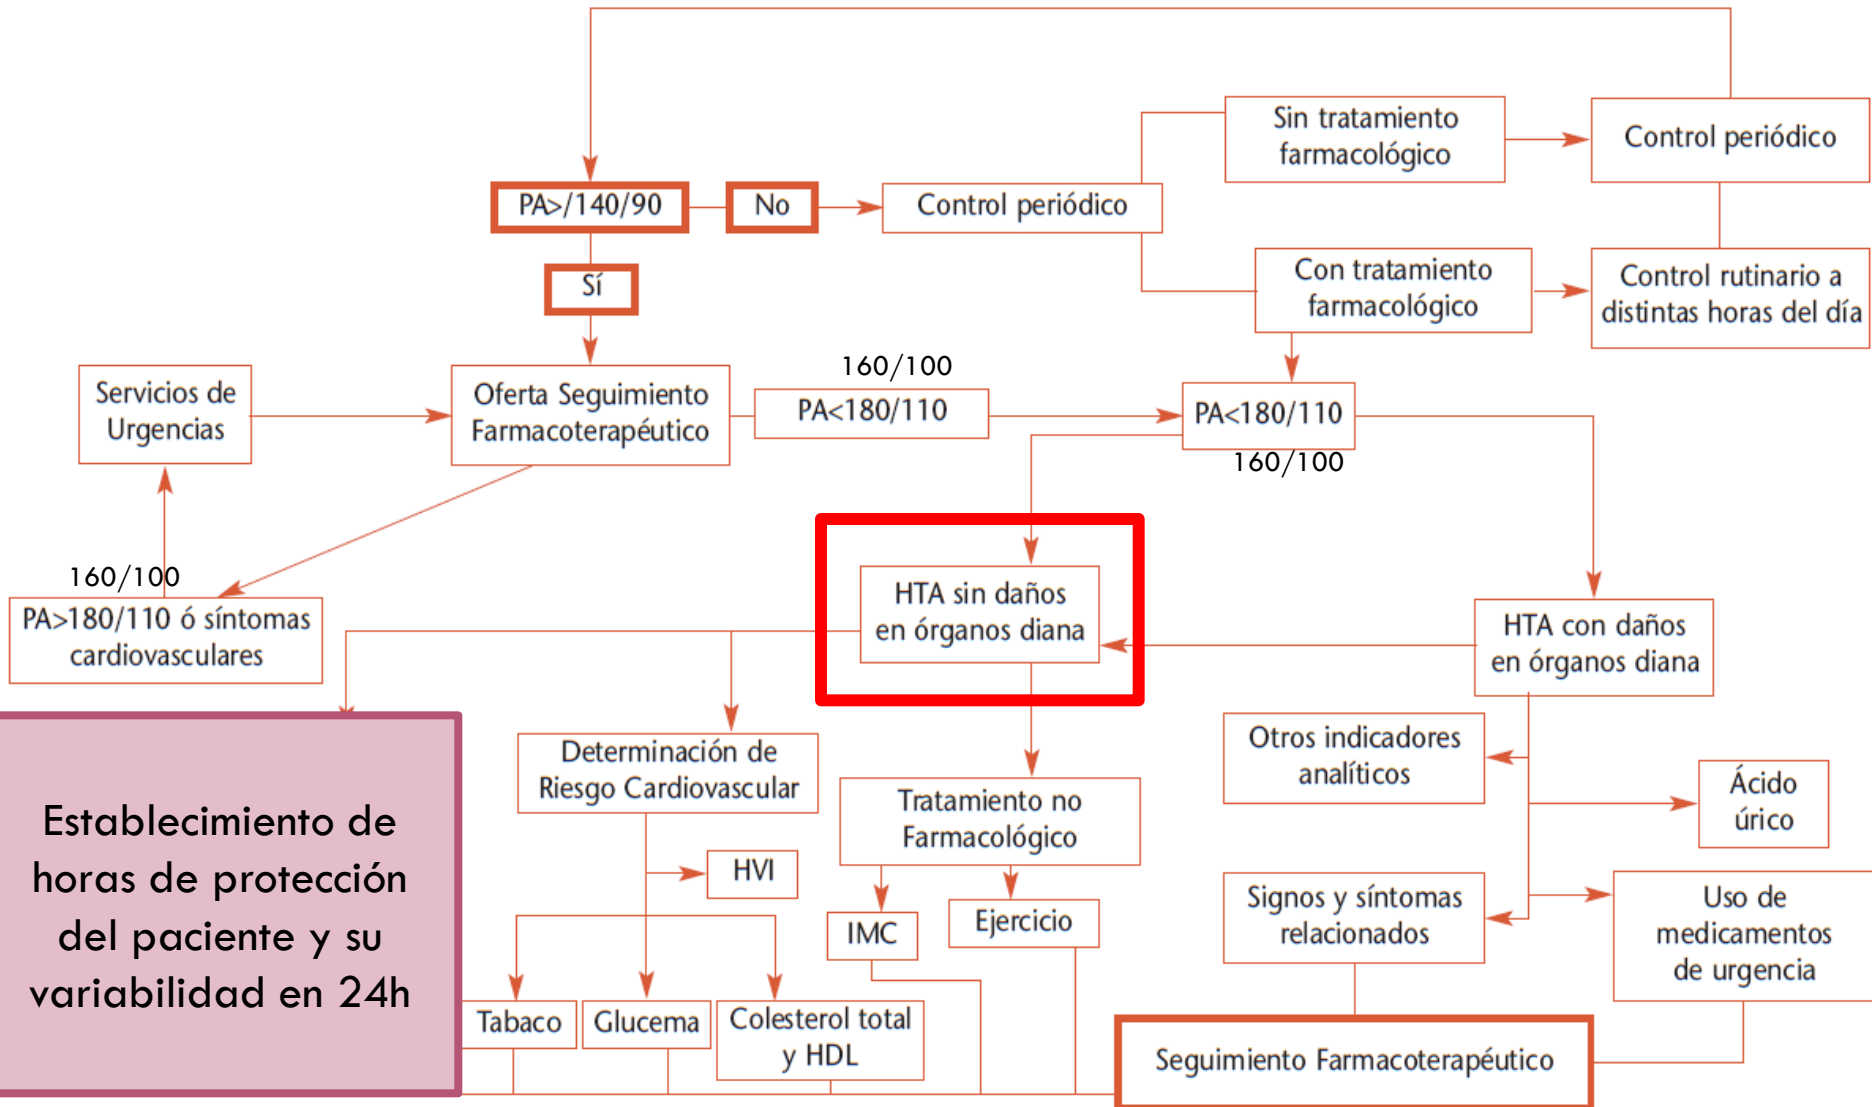 Sin tratamiento
farmacológico
Control periódico
PA>/140/90
No
Control periódico
Sí
Con tratamiento
farmacológico
Control rutinario a
distintas horas del día
Servicios de
Urgencias
Oferta Seguimiento
Farmacoterapéutico
160/100
PA<180/110
PA<180/110
160/100
160/100
PA>180/110 ó síntomas
cardiovasculares
HTA sin daños
en órganos diana
HTA con daños
en órganos diana
Establecimiento de
horas de protección
del paciente y su
variabilidad en 24h
Determinación de
Riesgo Cardiovascular
HVI
Tabaco
Glucema
Colesterol total
y HDL
Tratamiento no
Farmacológico
IMC
Ejercicio
Otros indicadores
analíticos
Ácido
úrico
Signos y síntomas
relacionados
Uso de
medicamentos
de urgencia
Seguimiento Farmacoterapéutico